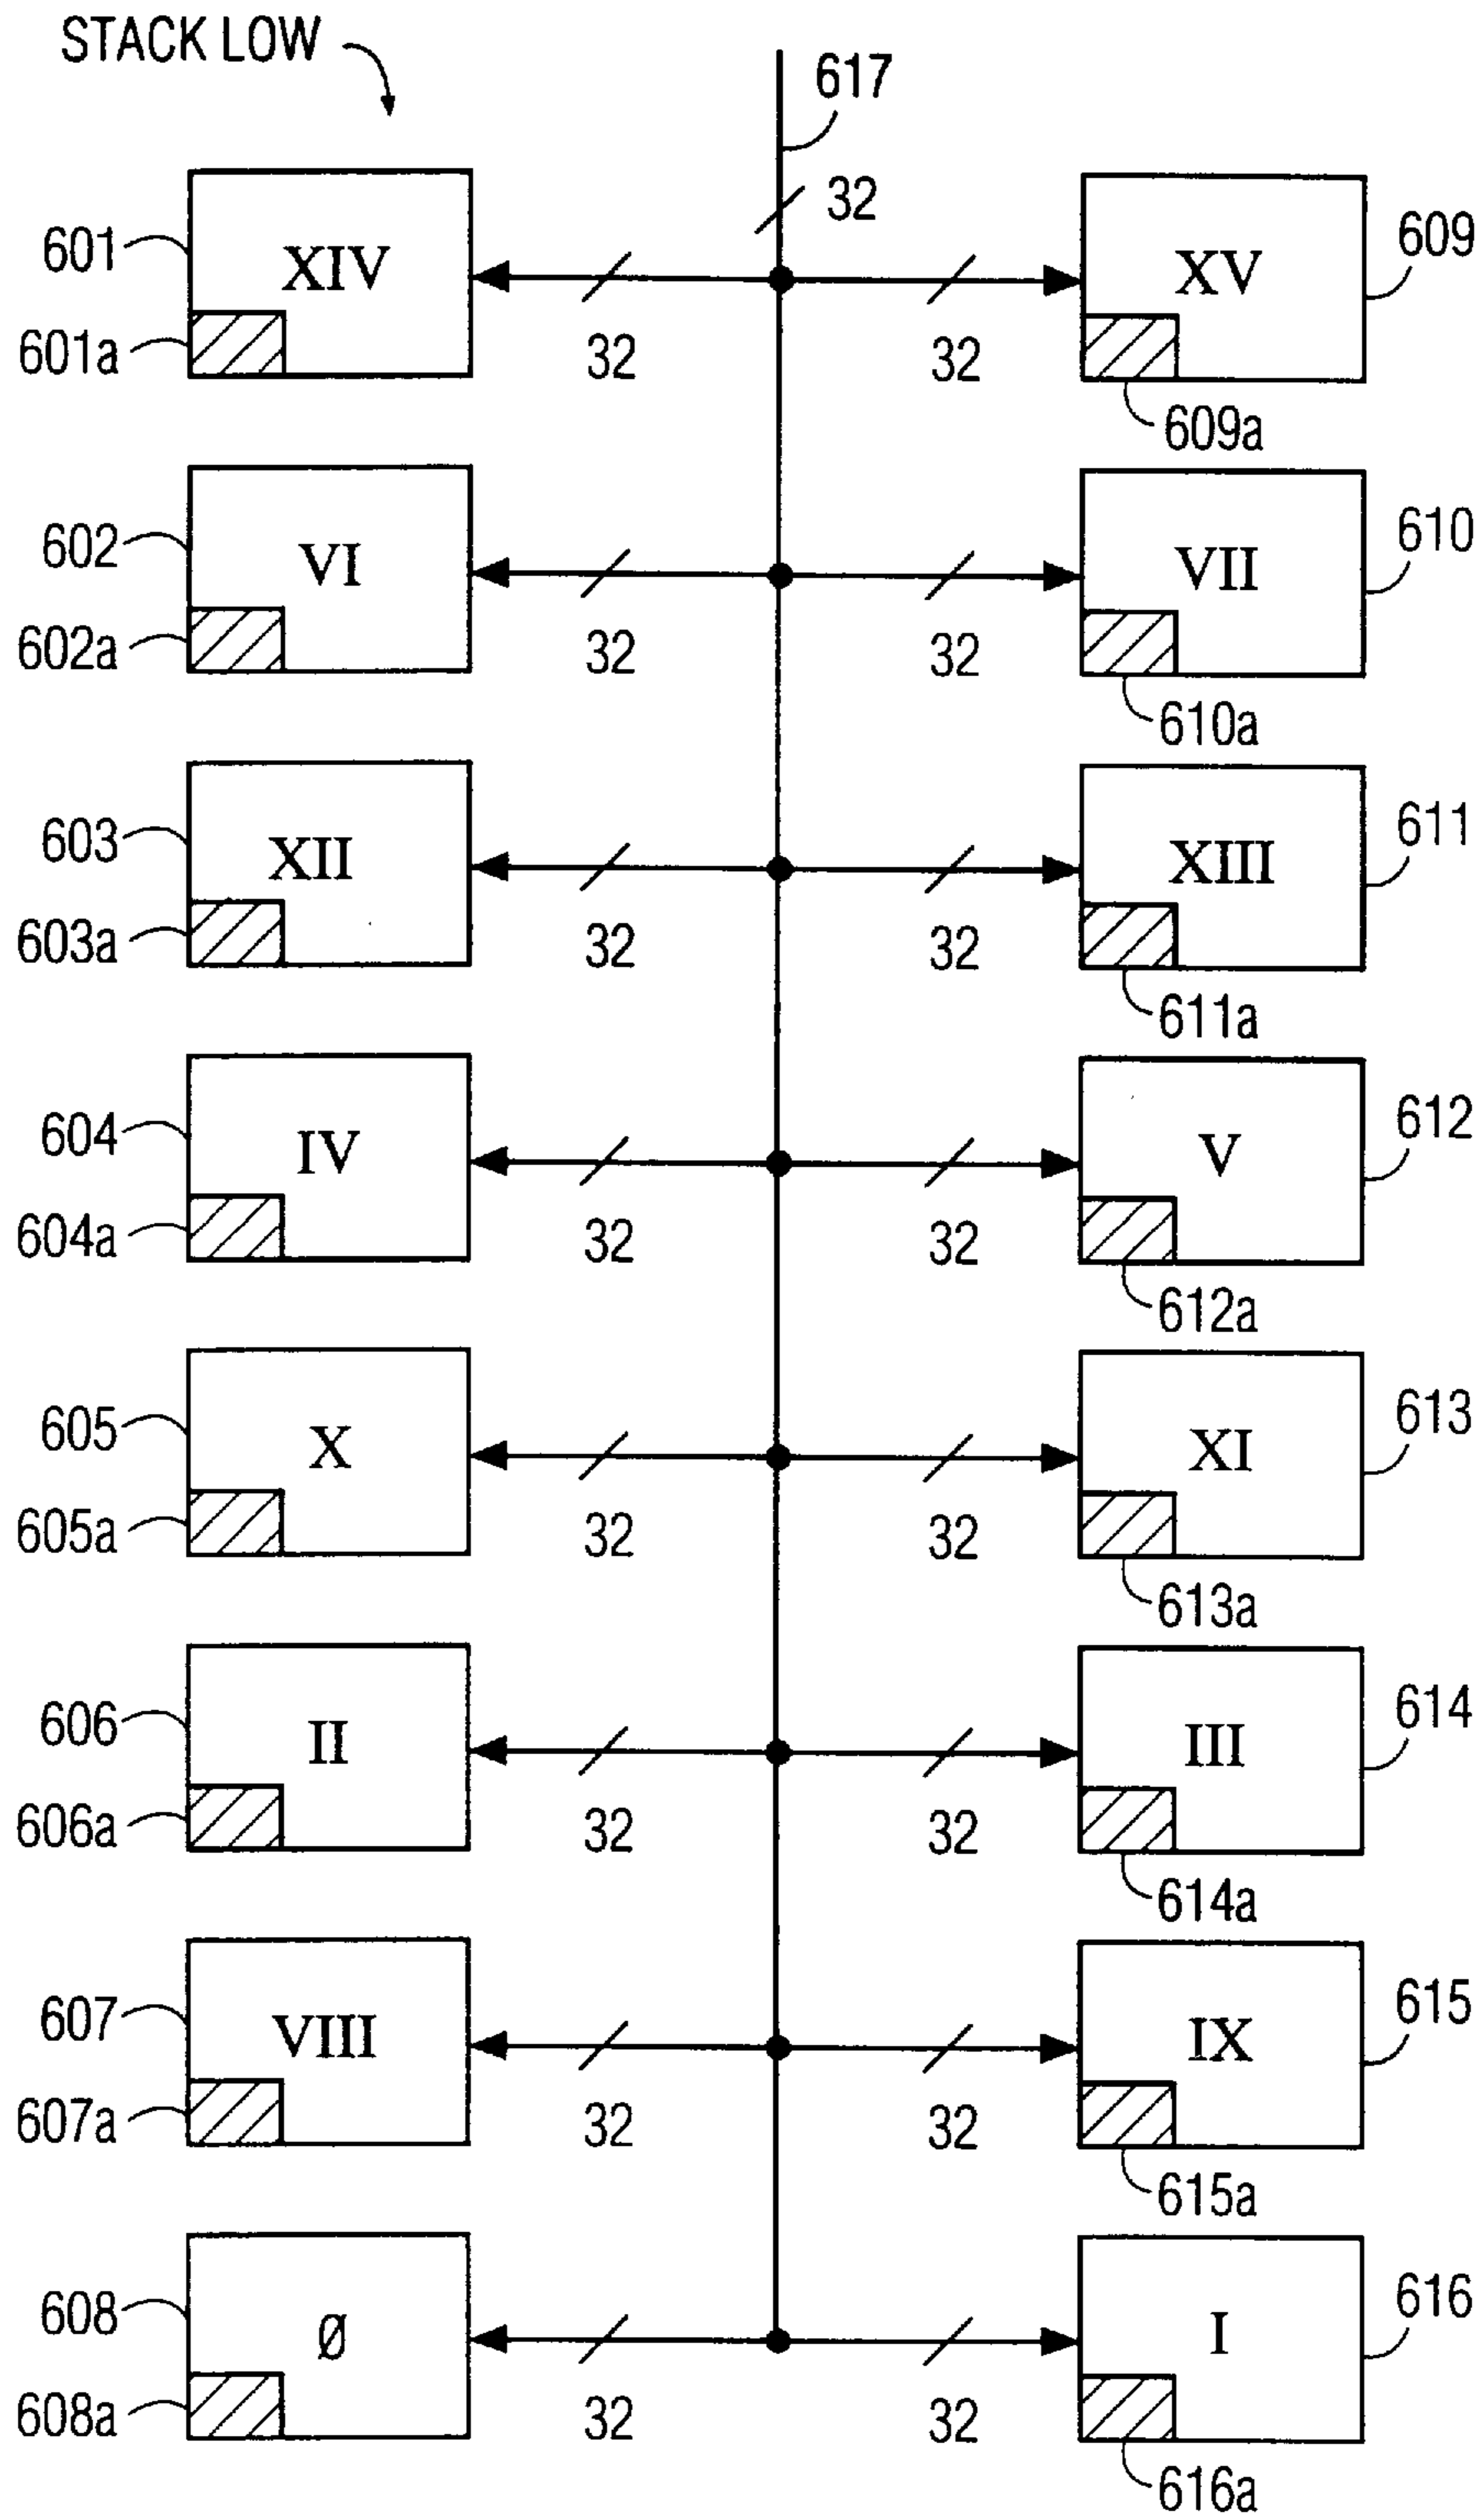 STACK LOW
617
32
601 XIV XV 609
601a 32 32
609a
602 VI VII 610
602a 32 32
610a
603 XII XIII 611
603a 32 32
611a
604 IV V 612
604a 32 32
612a
605 X XI 613
605a 32 32
613a
606 II III 614
606a 32 32
614a
607 VIII IX 615
607a 32 32
615a
608 Ø I 616
608a 32 32
616a